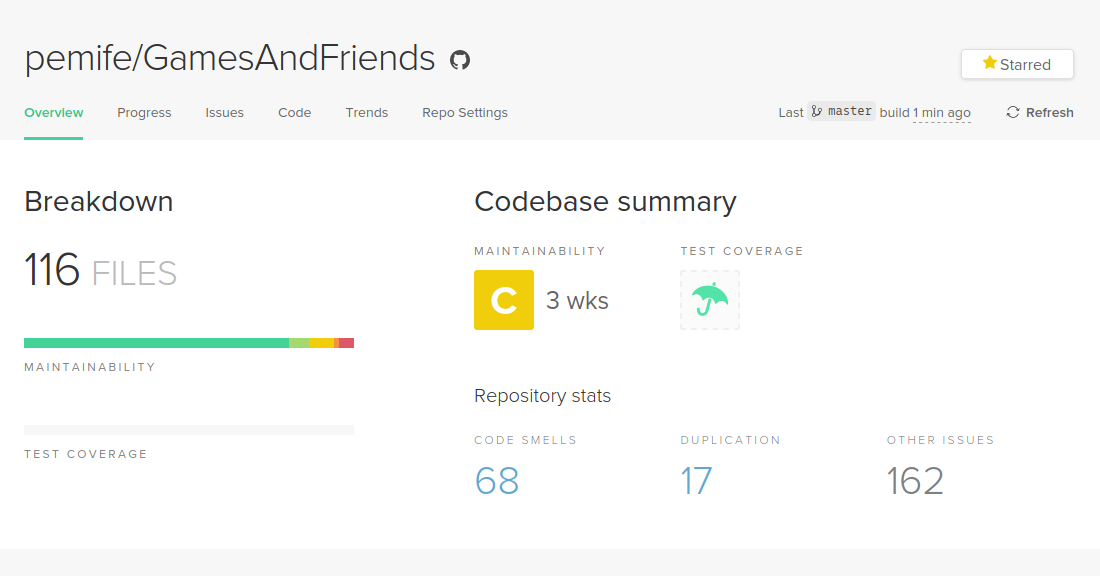 pemife/GamesAndFriends
Starred
Overview Progress Issues Code Trends Repo Settings Last master build 1 min ago Refresh
Breakdown
116 FILES
MAINTAINABILITY
TEST COVERAGE
Codebase summary
MAINTAINABILITY TEST COVERAGE
C 3 wks
Repository stats
CODE SMELLS DUPLICATION OTHER ISSUES
68 17 162